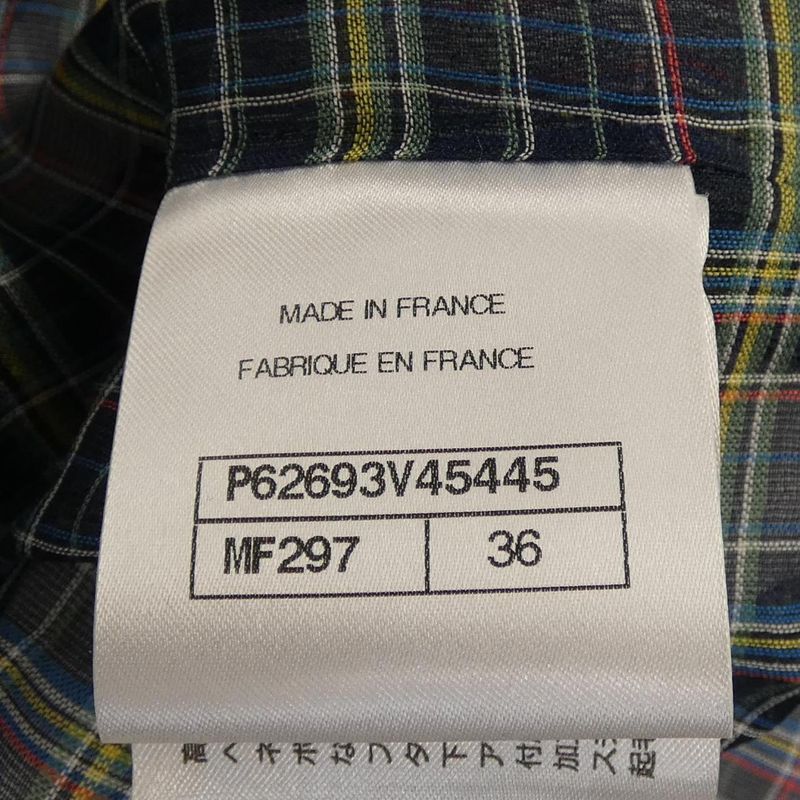 MADE IN FRANCE
FABRIQUE EN FRANCE
P62693V45445
MF297 36